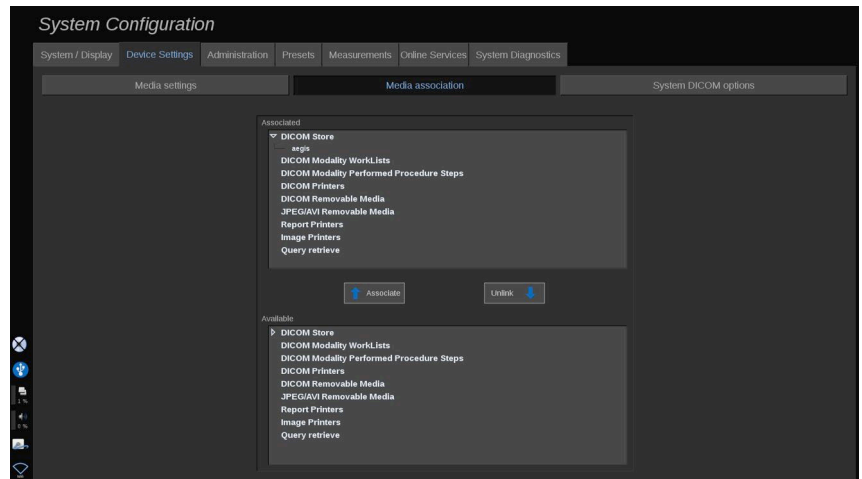 System Configuration
System / Display Device Settings Administration Presets Measurements Online Services System Diagnostics
Media settings Media association System DICOM options
Associated
DICOM Store
aegis
DICOM Modality WorkLists
DICOM Modality Performed Procedure Steps
DICOM Printers
DICOM Removable Media
JPEG/AVI Removable Media
Report Printers
Image Printers
Query retrieve
Associate Unlink
Available
DICOM Store
DICOM Modality WorkLists
DICOM Modality Performed Procedure Steps
DICOM Printers
DICOM Removable Media
JPEG/AVI Removable Media
Report Printers
Image Printers
Query retrieve
1 %